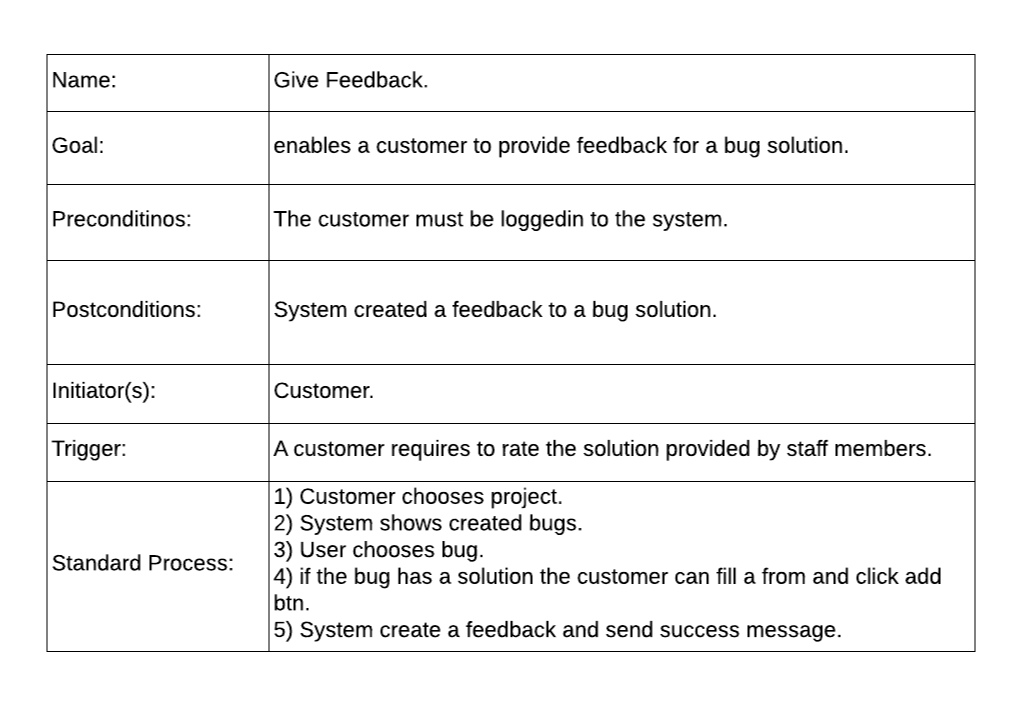 Name: Give Feedback.
Goal: enables a customer to provide feedback for a bug solution.
Preconditinos: The customer must be loggedin to the system.
Postconditions: System created a feedback to a bug solution.
Initiator(s): Customer.
Trigger: A customer requires to rate the solution provided by staff members.
Standard Process:
1) Customer chooses project.
2) System shows created bugs.
3) User chooses bug.
4) if the bug has a solution the customer can fill a from and click add
btn.
5) System create a feedback and send success message.